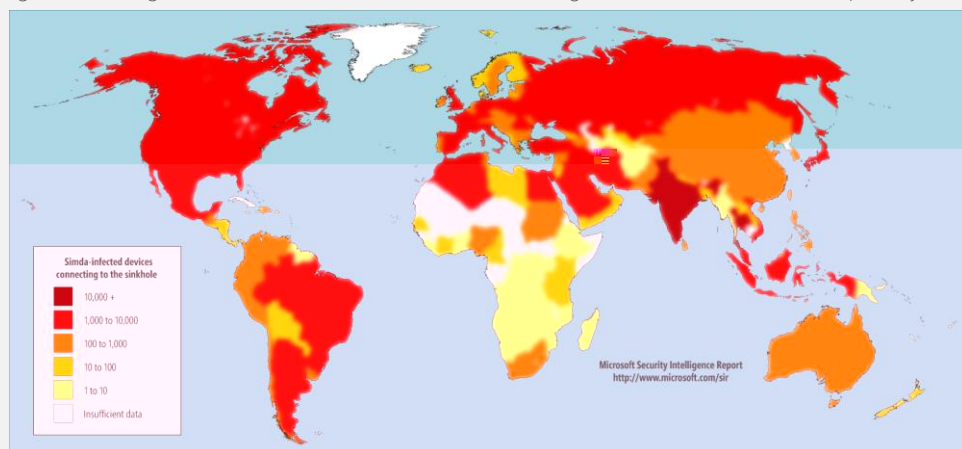 Simda-infected devices
connecting to the sinkhole
10,000 +
1,000 to 10,000
100 to 1,000
10 to 100
1 to 10
Insufficient data
Microsoft Security Intelligence Report
http://www.microsoft.com/sir